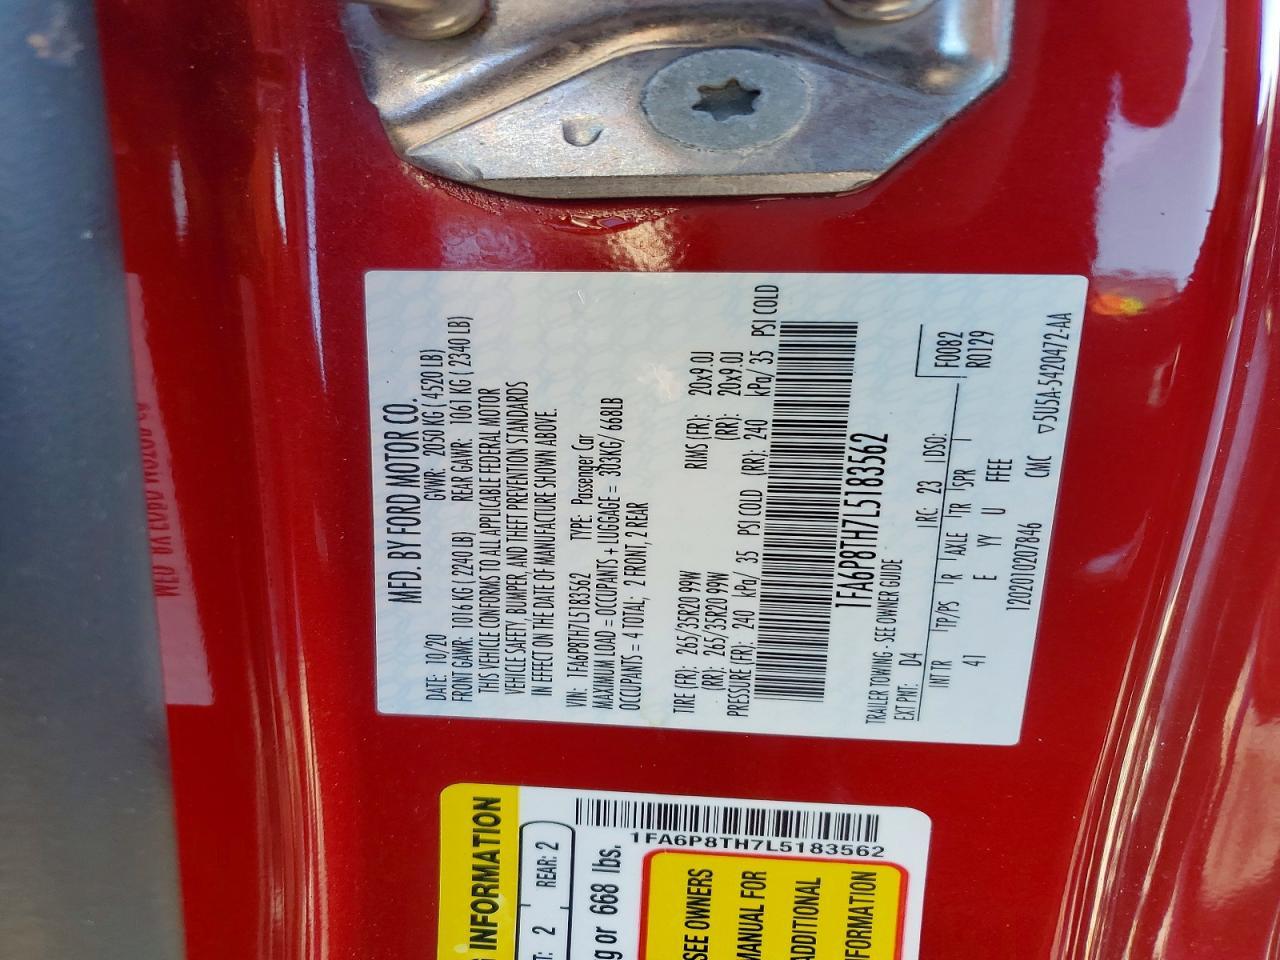 MFD. BY FORD MOTOR CO.
DATE: 10/20 GVWR: 2050 KG ( 4520 LB)
FRONT GAWR: 1016 KG ( 2240 LB) REAR GAWR: 1061 KG ( 2340 LB)
THIS VEHICLE CONFORMS TO ALL APPLICABLE FEDERAL MOTOR
VEHICLE SAFETY, BUMPER, AND THEFT PREVENTION STANDARDS
IN EFFECT ON THE DATE OF MANUFACTURE SHOWN ABOVE.
VIN: 1FA6P8TH7L5183562 TYPE: Passenger Car
MAXIMUM LOAD = OCCUPANTS + LUGGAGE = 303KG/ 668LB
OCCUPANTS = 4 TOTAL; 2 FRONT, 2 REAR
TIRE (FR): 265/35R20 99W RIMS (FR): 20x9.0J
(RR): 265/35R20 99W (RR): 20x9.0J
PRESSURE (FR): 240 kPa/ 35 PSI COLD (RR): 240 kPa/ 35 PSI COLD
1FA6P8TH7L5183562
TRAILER TOWING - SEE OWNER GUIDE F0082
EXT PNT: D4 RC: 23 DSO: R0129
INT TR TP/PS R AXLE TR SPR
41 E YY U FFEE
1202010207846 CMC ▽5U5A-5420472-AA
INFORMATION
2 REAR: 2
g or 668 lbs.
1FA6P8TH7L5183562
SEE OWNERS
MANUAL FOR
ADDITIONAL
INFORMATION